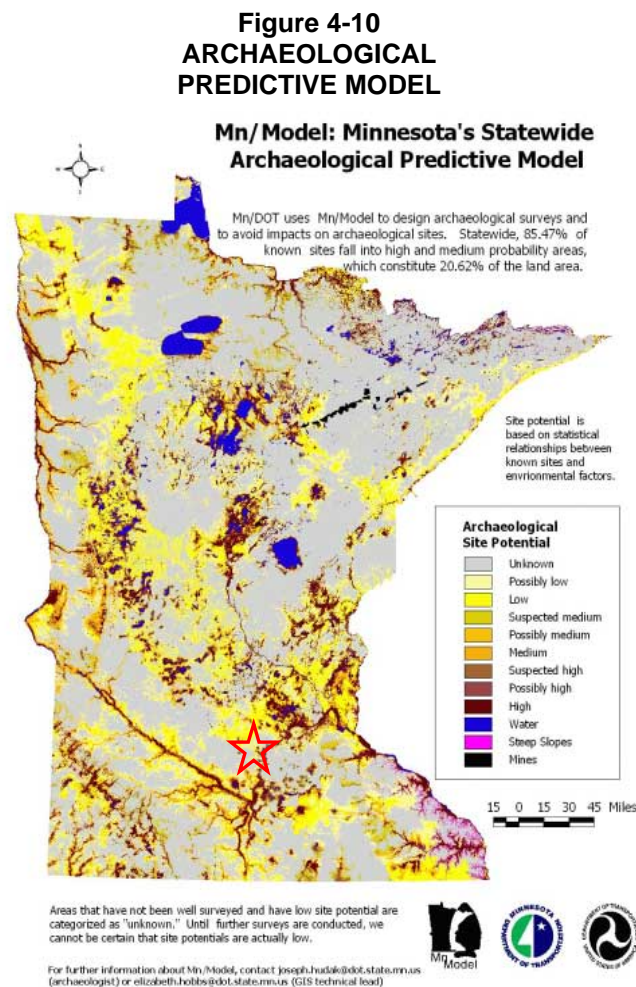 Figure 4-10
ARCHAEOLOGICAL
PREDICTIVE MODEL
Mn/Model: Minnesota's Statewide
Archaeological Predictive Model
Mn/DOT uses Mn/Model to design archaeological surveys and
to avoid impacts on archaeological sites. Statewide, 85.47% of
known sites fall into high and medium probability areas,
which constitute 20.62% of the land area.
Site potential is
based on statistical
relationships between
known sites and
envrionmental factors.
Archaeological
Site Potential
Unknown
Possibly low
Low
Suspected medium
Possibly medium
Medium
Suspected high
Possibly high
High
Water
Steep Slopes
Mines
15 0 15 30 45 Miles
Areas that have not been well surveyed and have low site potential are
categorized as "unknown." Until further surveys are conducted, we
cannot be certain that site potentials are actually low.
For further information about Mn/Model, contact joseph.hudak@dot.state.mn.us
(archaeologist) or elizabeth.hobbs@dot.state.mn.us (GIS technical lead)
Mn
Model
MINNESOTA
DEPARTMENT OF TRANSPORTATION